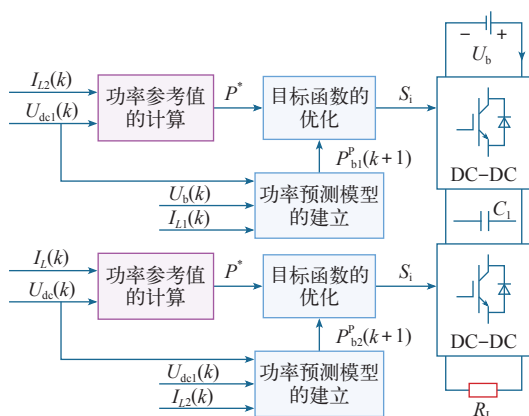 − +
U_b
I_{L2}(k)
U_{dc1}(k)
功率参考值
的计算
P*
目标函数的
优化
S_i
DC−DC
P^P_{b1}(k+1)
U_b(k)
I_{L1}(k)
功率预测模型
的建立
C_1
I_L(k)
U_{dc}(k)
功率参考值
的计算
P*
目标函数的
优化
S_i
DC−DC
P^P_{b2}(k+1)
U_{dc1}(k)
I_{L2}(k)
功率预测模型
的建立
R_L